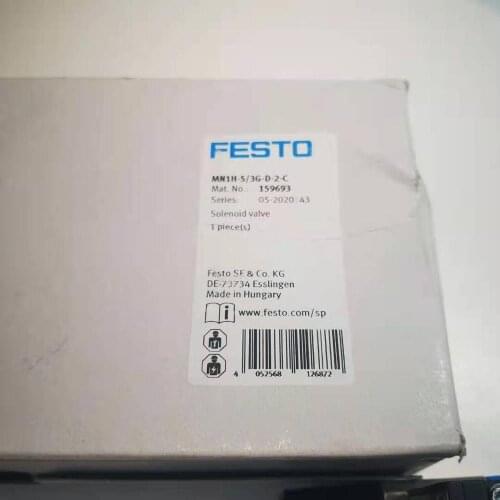 FESTO
MN1H-5/3G-D-2-C
Mat. No.: 159693
Series: 05-2020 43
Solenoid valve
1 piece(s)
Festo SE & Co. KG
DE-73734 Esslingen
Made in Hungary
www.festo.com/sp
4 052568 126872